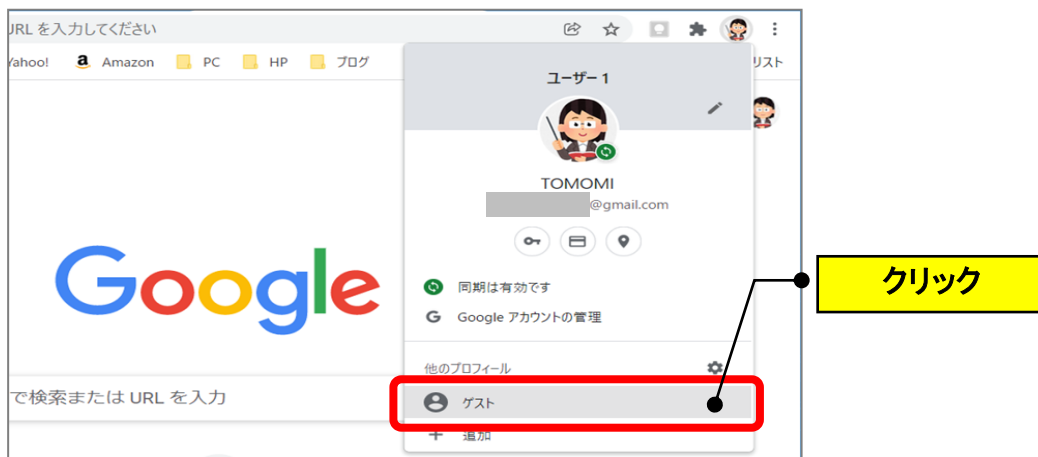 URL を入力してください
Yahoo!
Amazon
PC
HP
ブログ
リスト
ユーザー 1
TOMOMI
@gmail.com
同期は有効です
G Google アカウントの管理
Google
クリック
他のプロフィール
で検索または URL を入力
ゲスト
追加